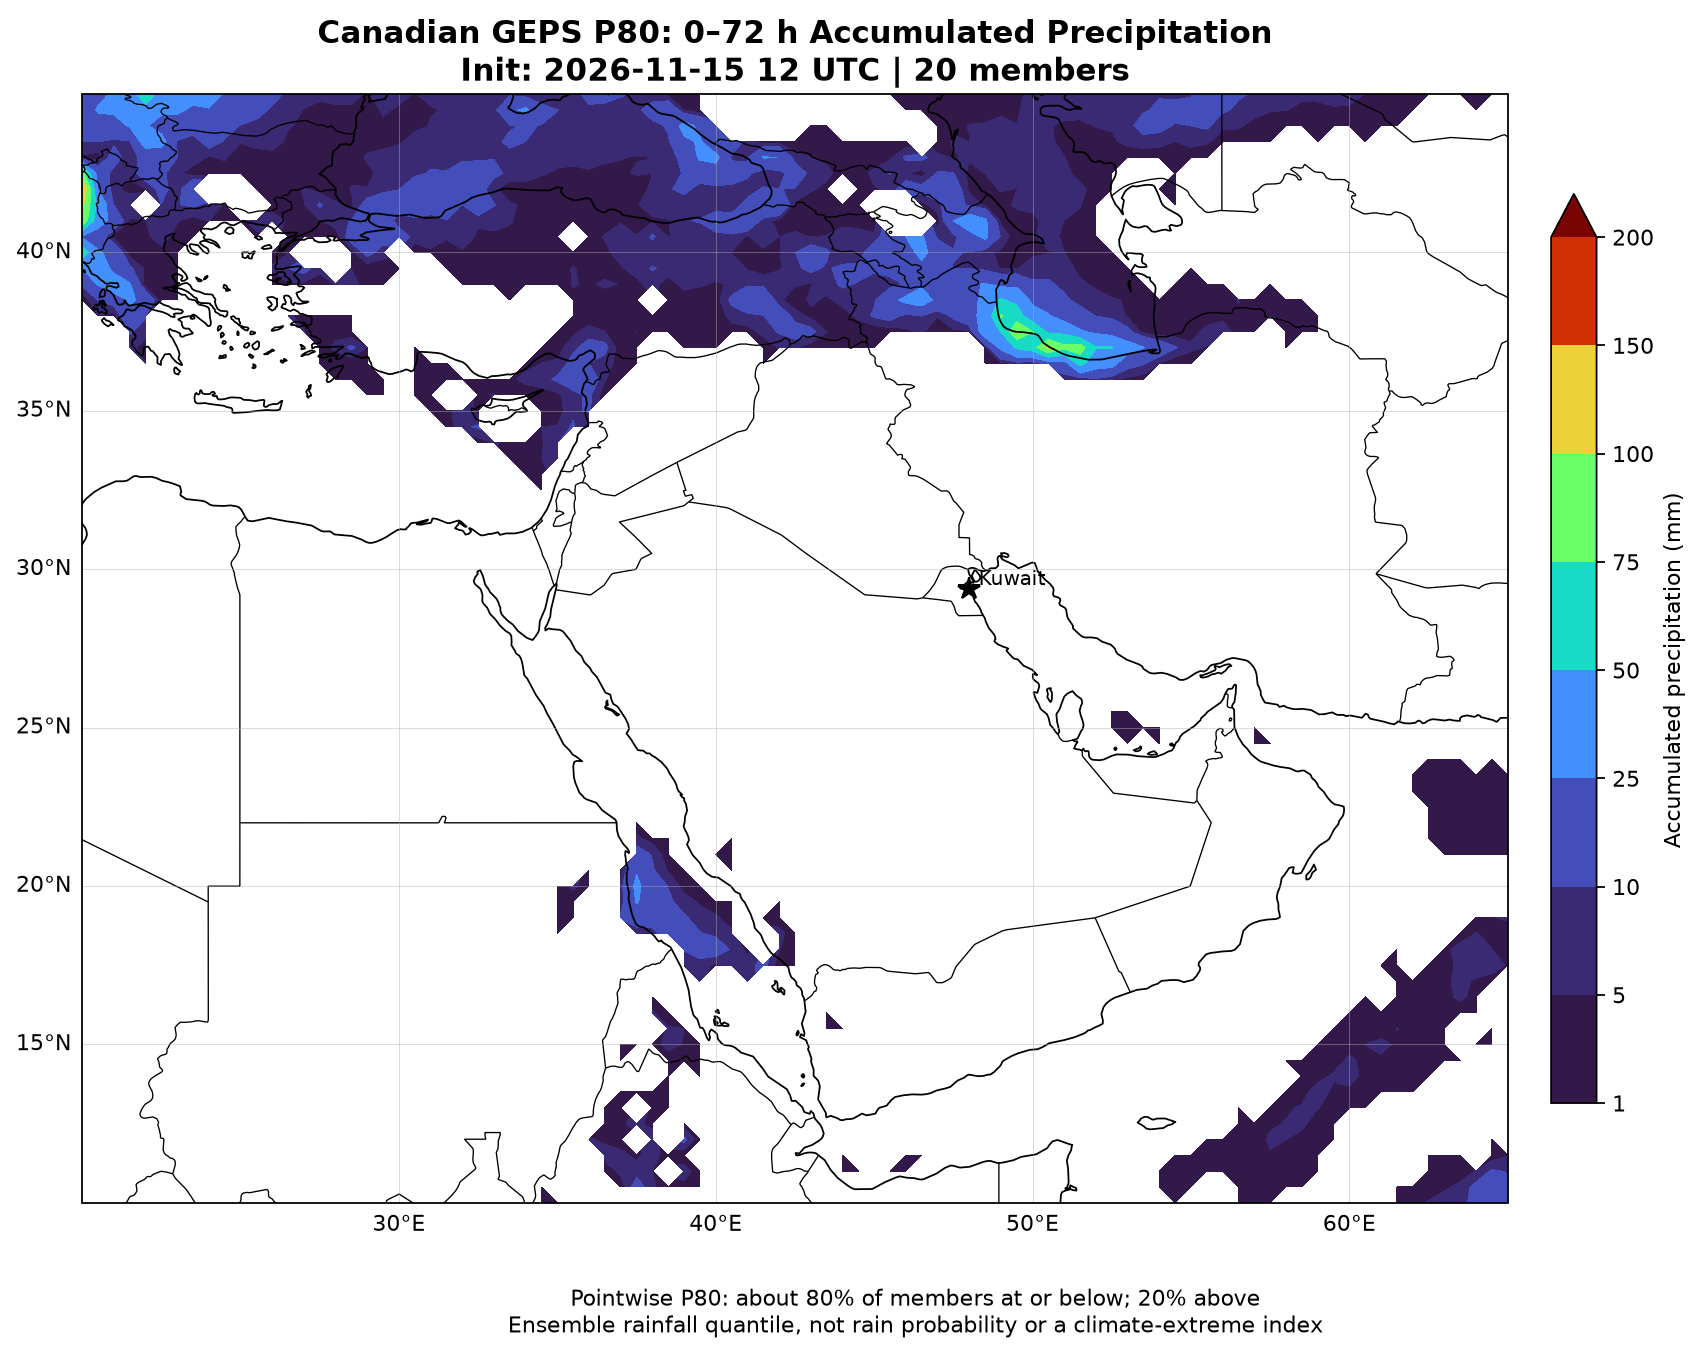 Canadian GEPS P80: 0–72 h Accumulated Precipitation
Init: 2026-11-15 12 UTC | 20 members
40°N
35°N
30°N
25°N
20°N
15°N
30°E
40°E
50°E
60°E
Kuwait
200
150
100
75
50
25
10
5
1
Accumulated precipitation (mm)
Pointwise P80: about 80% of members at or below; 20% above
Ensemble rainfall quantile, not rain probability or a climate-extreme index